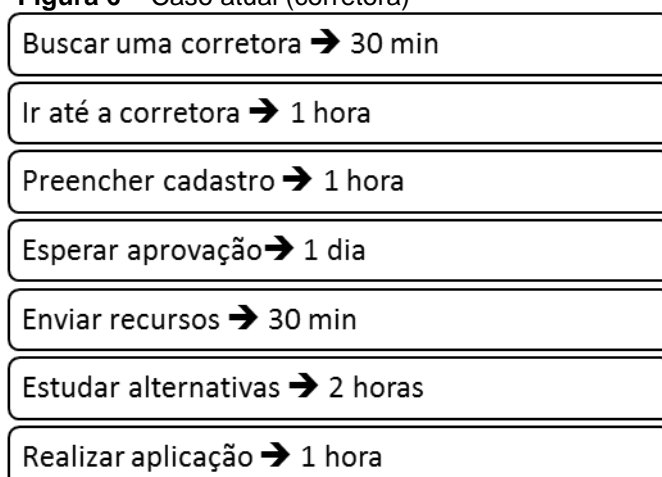 Figura 6 – Caso atual (corretora)
Buscar uma corretora ➔ 30 min
Ir até a corretora ➔ 1 hora
Preencher cadastro ➔ 1 hora
Esperar aprovação➔ 1 dia
Enviar recursos ➔ 30 min
Estudar alternativas ➔ 2 horas
Realizar aplicação ➔ 1 hora